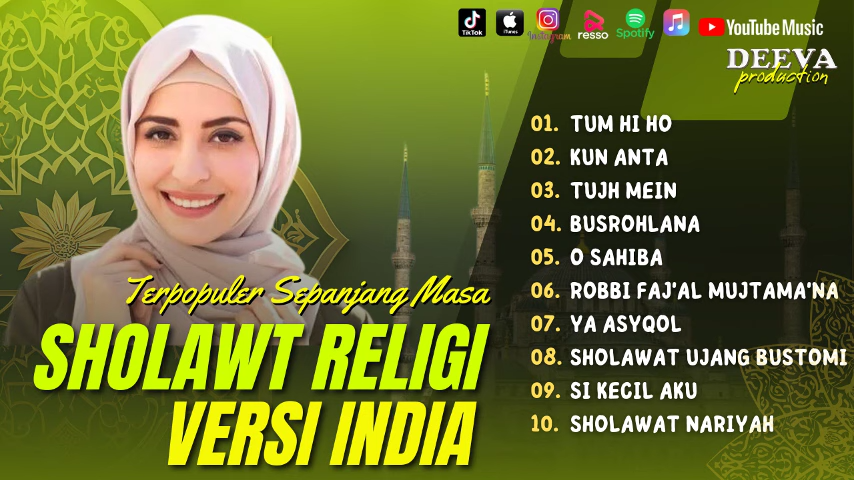 TikTok
iTunes
Instagram
resso
Spotify
YouTube Music
DEEVA
production
01. TUM HI HO
02. KUN ANTA
03. TUJH MEIN
04. BUSROHLANA
05. O SAHIBA
06. ROBBI FAJ'AL MUJTAMA'NA
07. YA ASYQOL
08. SHOLAWAT UJANG BUSTOMI
09. SI KECIL AKU
10. SHOLAWAT NARIYAH
Terpopuler Sepanjang Masa
SHOLAWT RELIGI
VERSI INDIA